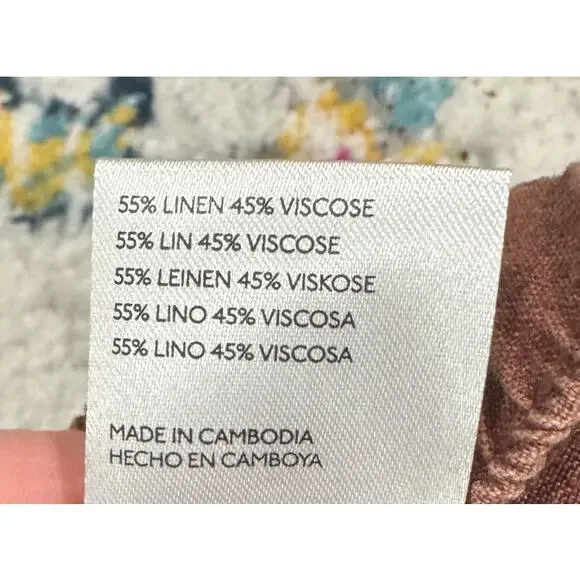 55% LINEN 45% VISCOSE
55% LIN 45% VISCOSE
55% LEINEN 45% VISKOSE
55% LINO 45% VISCOSA
55% LINO 45% VISCOSA
MADE IN CAMBODIA
HECHO EN CAMBOYA